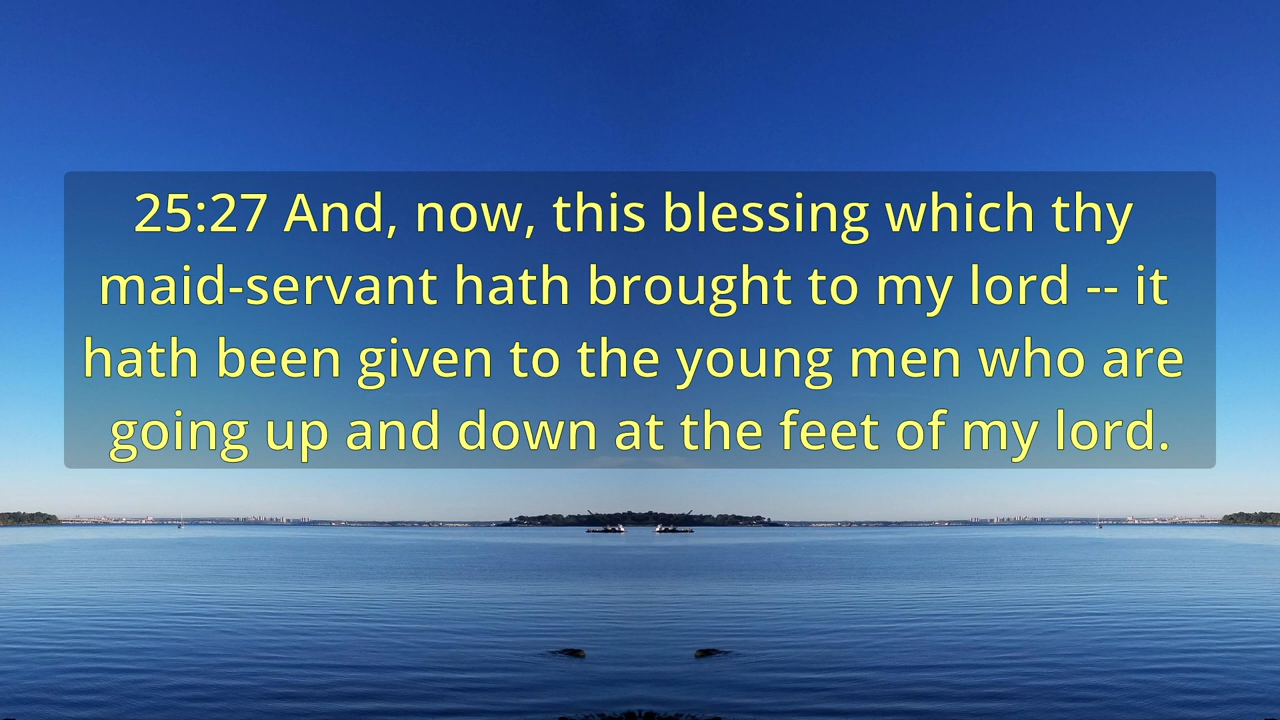 25:27 And, now, this blessing which thy
maid-servant hath brought to my lord -- it
hath been given to the young men who are
going up and down at the feet of my lord.